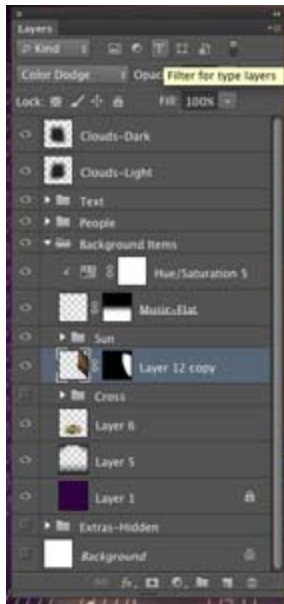 Layers
Kind
Color Dodge Opac Filter for type layers
Lock: Fill: 100%
Clouds-Dark
Clouds-Light
Text
People
Background Items
Hue/Saturation 5
Music-Flat
Sun
Layer 12 copy
Cross
Layer 6
Layer 5
Layer 1
Extras-Hidden
Background
fx